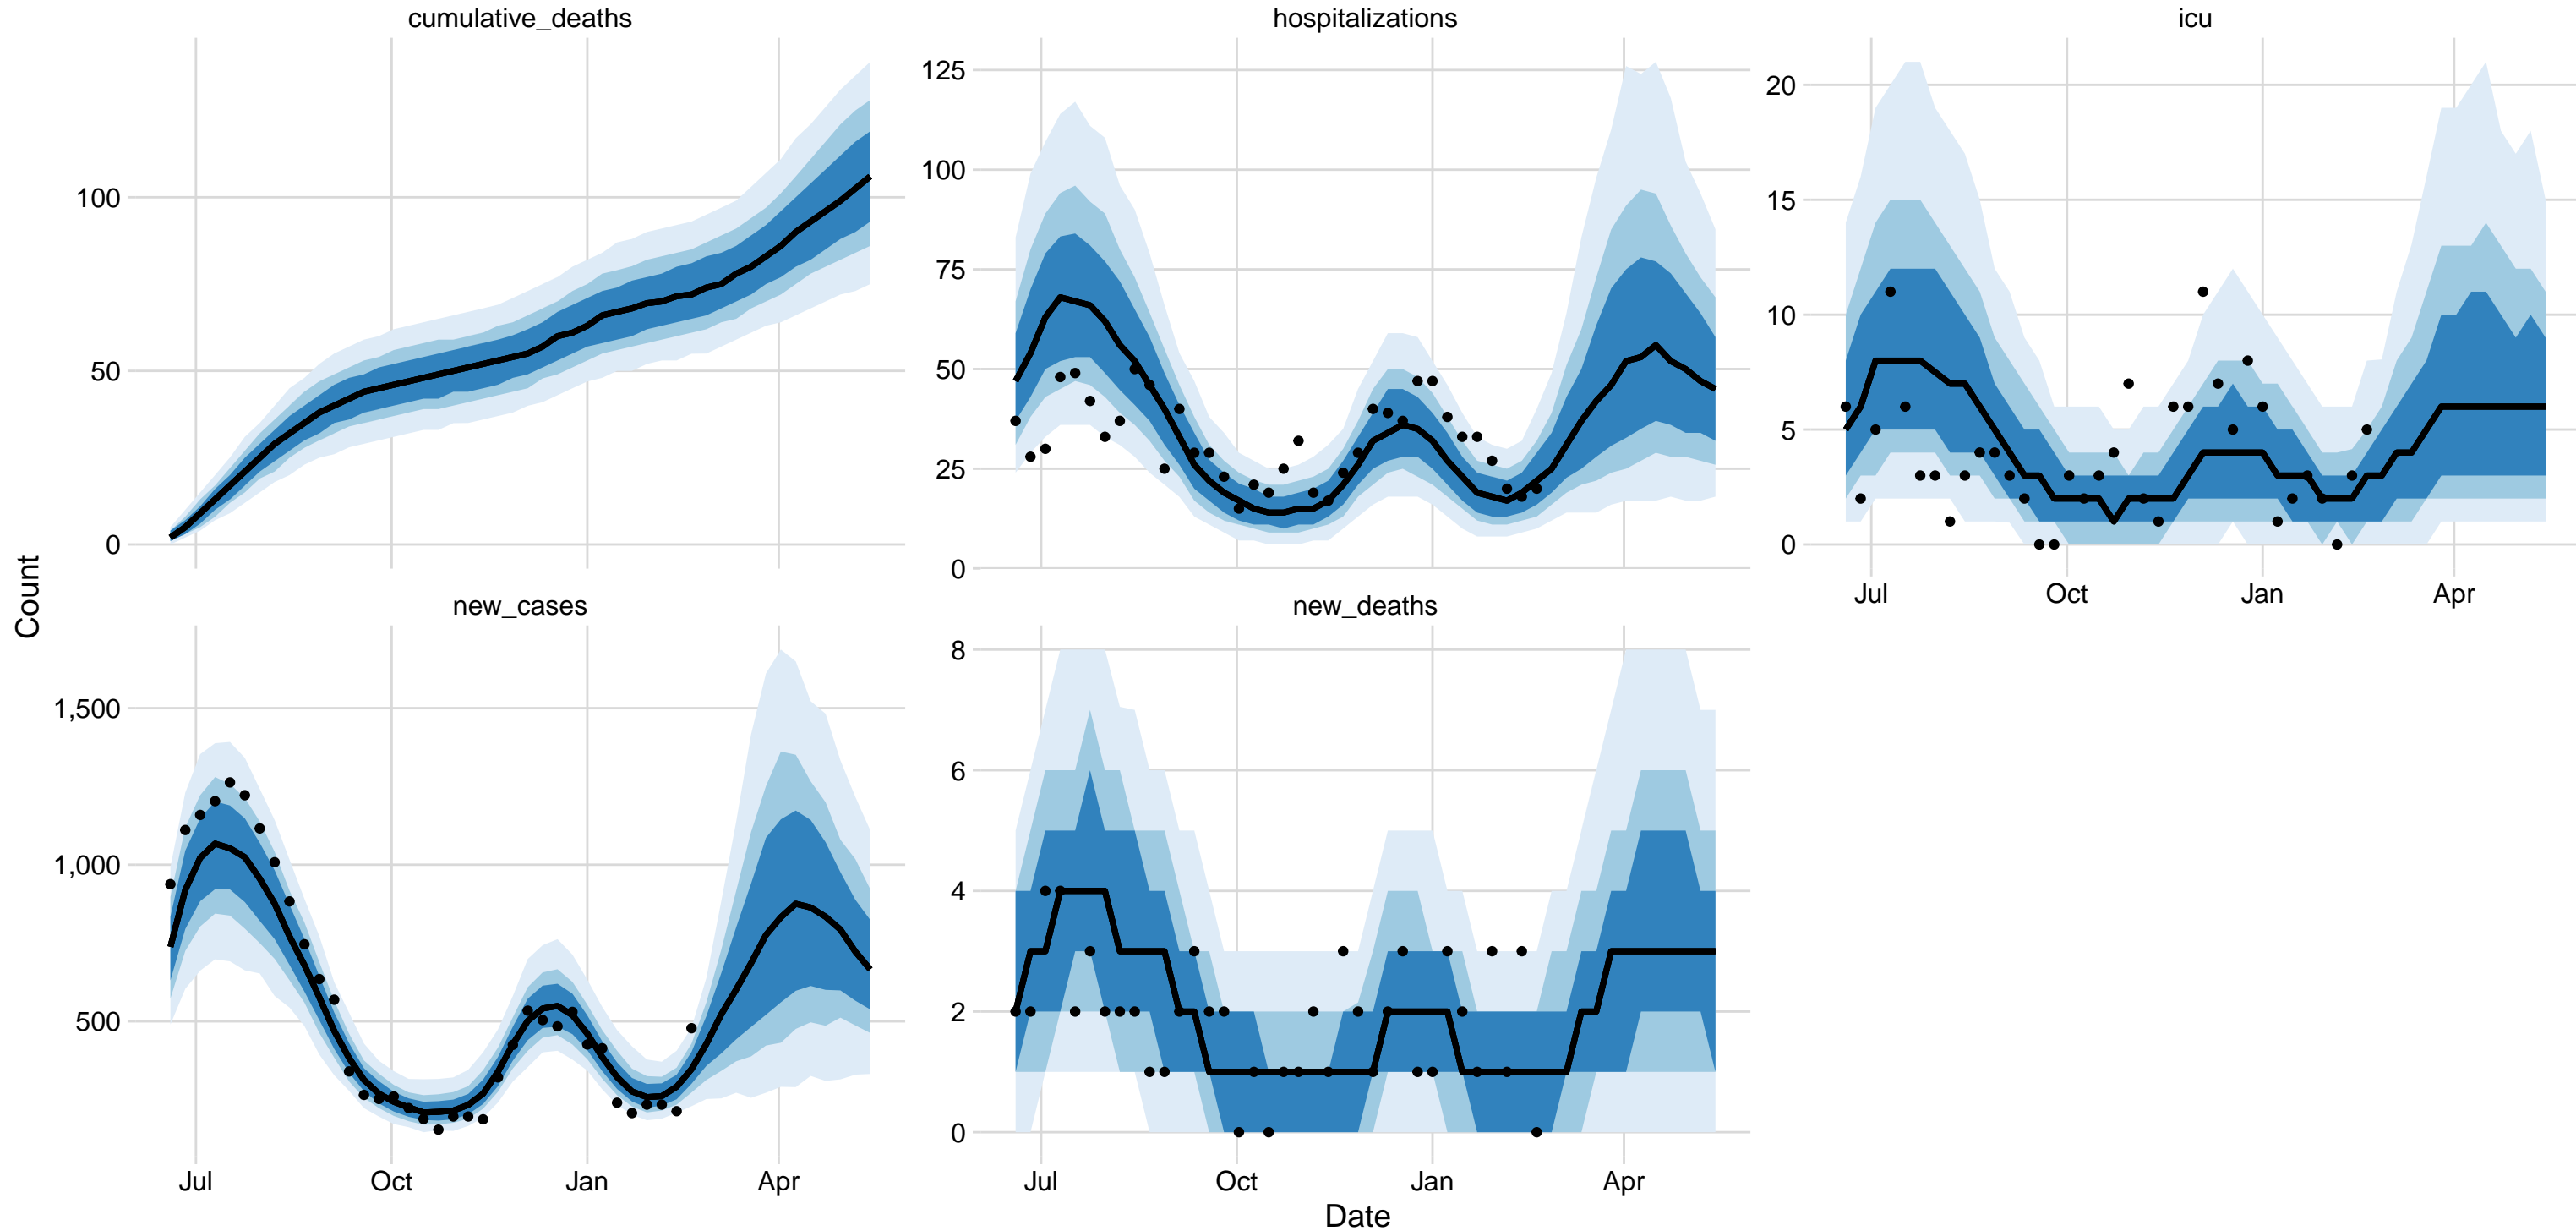 cumulative_deaths
hospitalizations
icu
100
50
0
125
100
75
50
25
0
20
15
10
5
0
Jul
Oct
Jan
Apr
Count
new_cases
new_deaths
1,500
1,000
500
Jul
Oct
Jan
Apr
8
6
4
2
0
Jul
Oct
Jan
Apr
Date